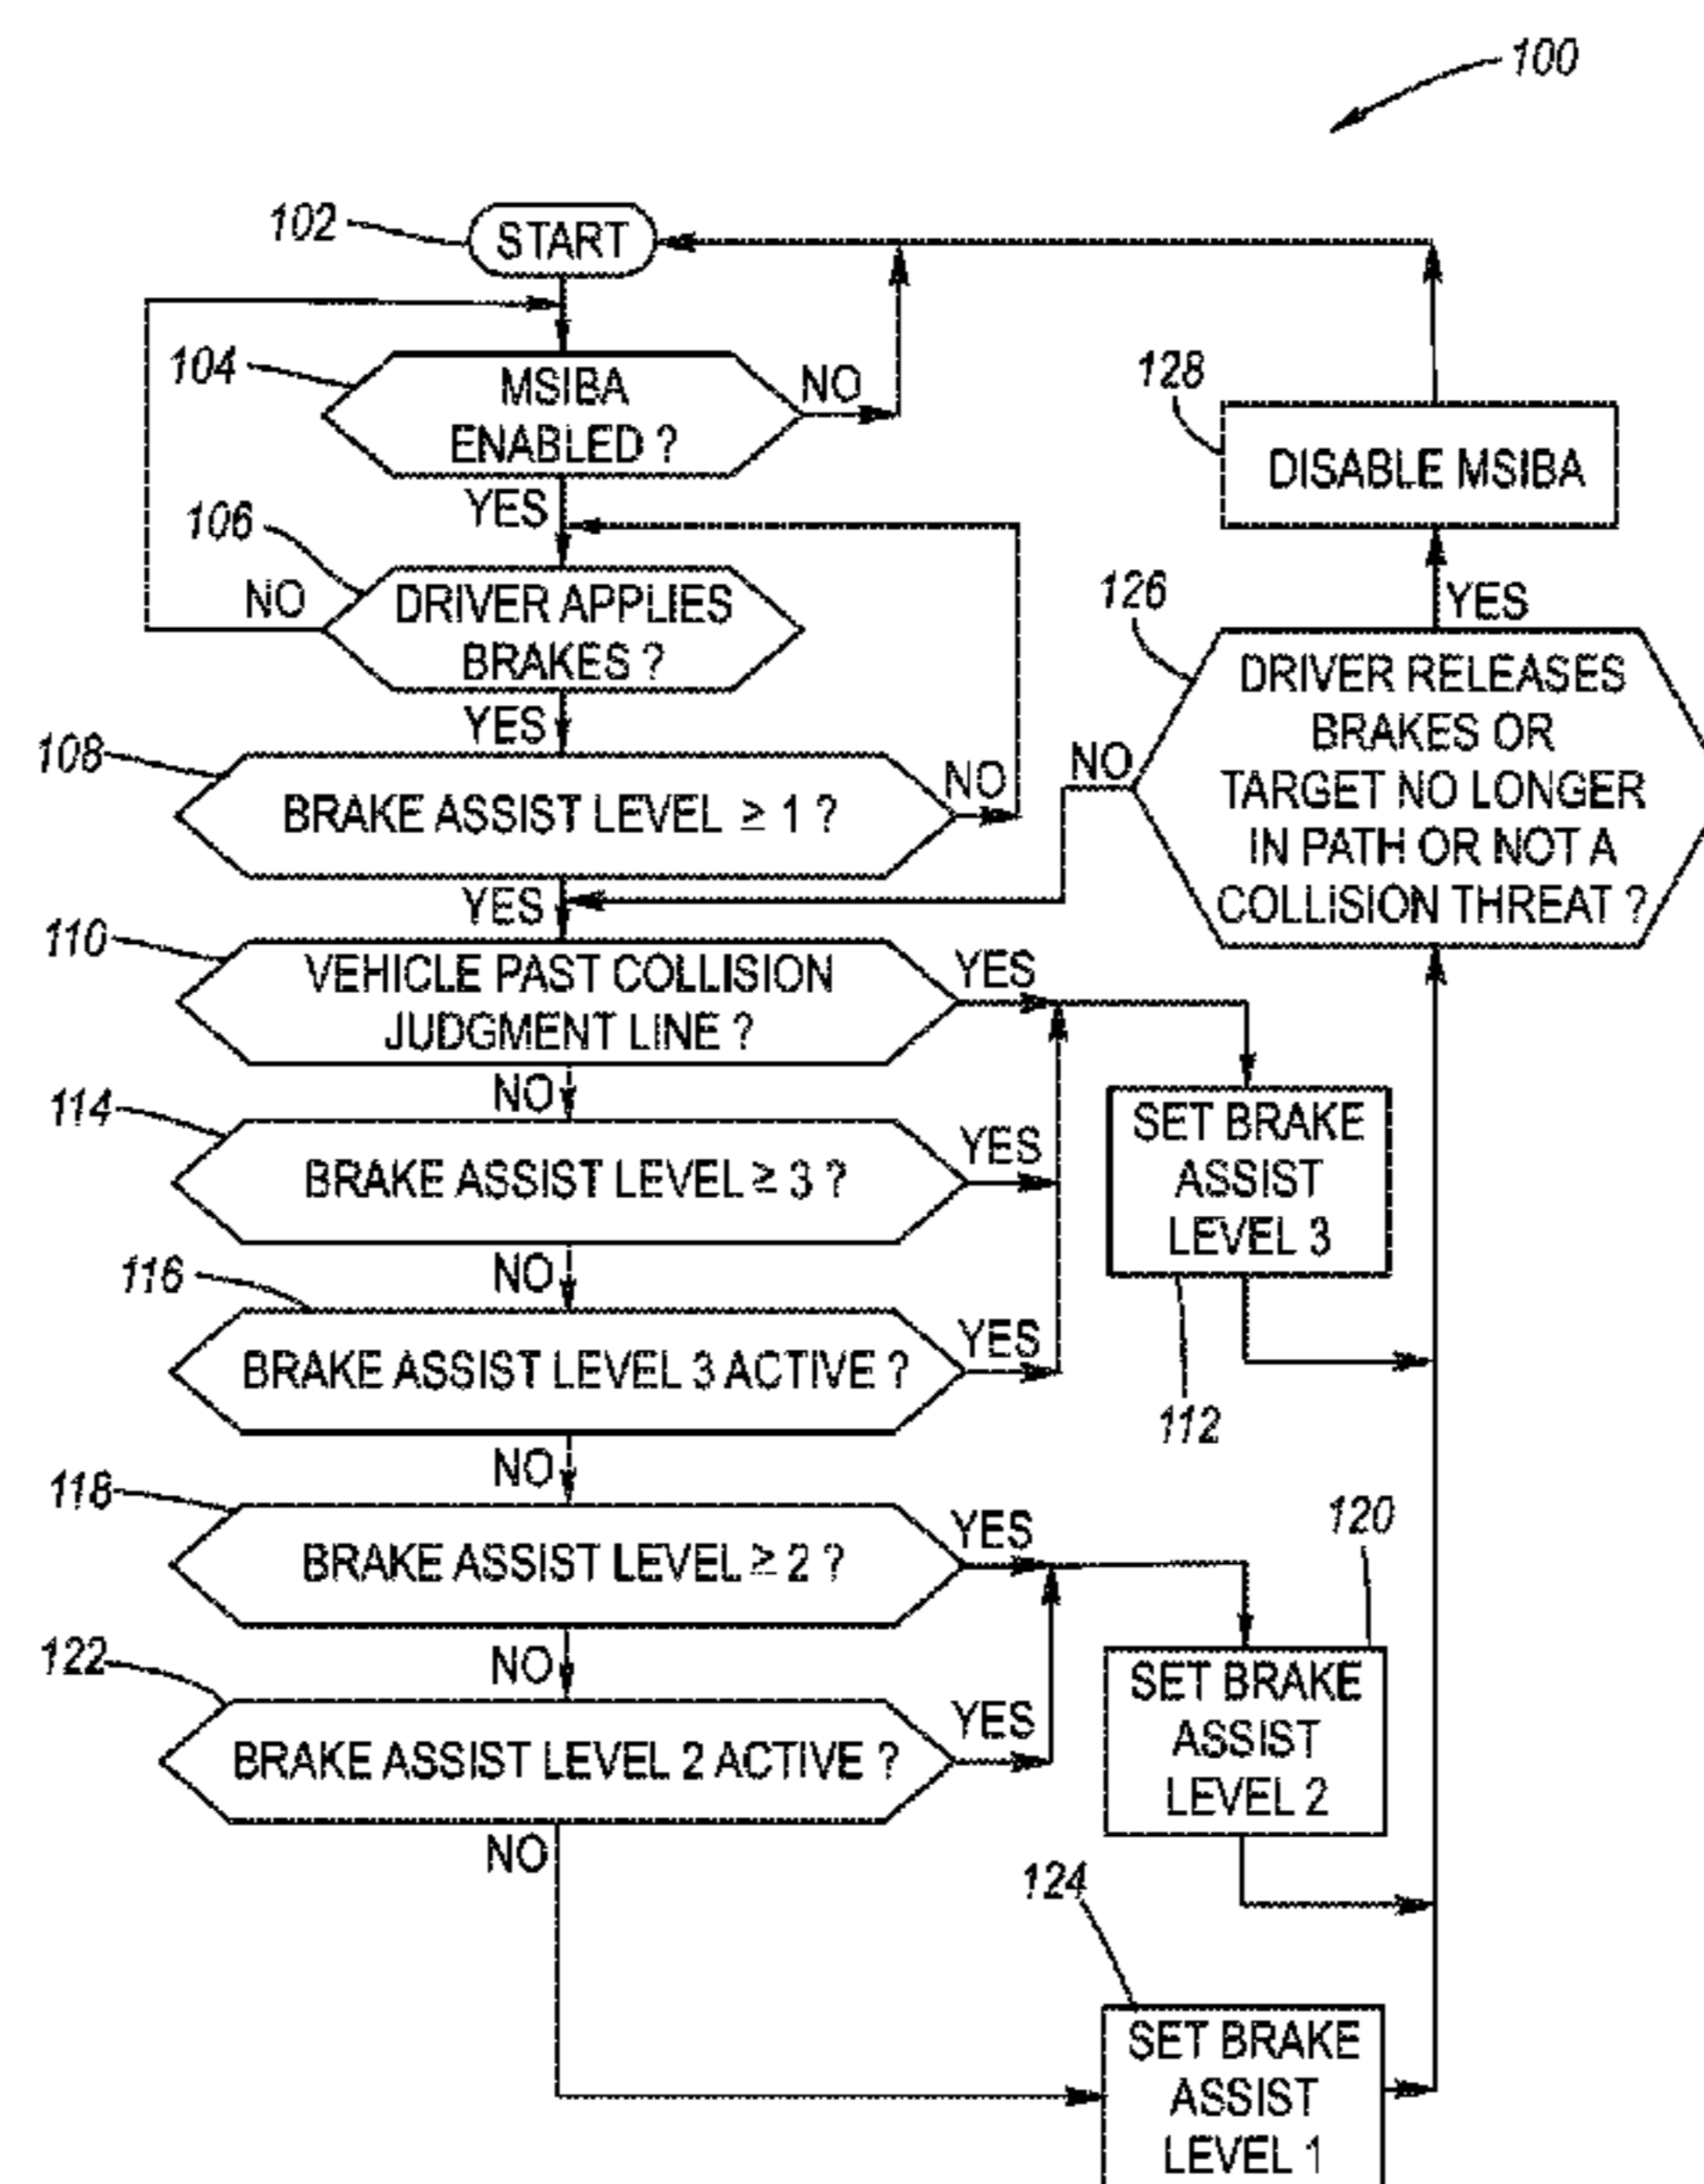 100
102
START
104
MSIBA
ENABLED ?
NO
YES
128
DISABLE MSIBA
106
DRIVER APPLIES
BRAKES ?
NO
YES
126
YES
DRIVER RELEASES
BRAKES OR
TARGET NO LONGER
IN PATH OR NOT A
COLLISION THREAT ?
NO
108
BRAKE ASSIST LEVEL ≥ 1 ?
NO
YES
110
VEHICLE PAST COLLISION
JUDGMENT LINE ?
YES
NO
SET BRAKE
ASSIST
LEVEL 3
112
114
BRAKE ASSIST LEVEL ≥ 3 ?
YES
NO
116
BRAKE ASSIST LEVEL 3 ACTIVE ?
YES
NO
118
BRAKE ASSIST LEVEL ≥ 2 ?
YES
NO
120
SET BRAKE
ASSIST
LEVEL 2
122
BRAKE ASSIST LEVEL 2 ACTIVE ?
YES
NO
124
SET BRAKE
ASSIST
LEVEL 1